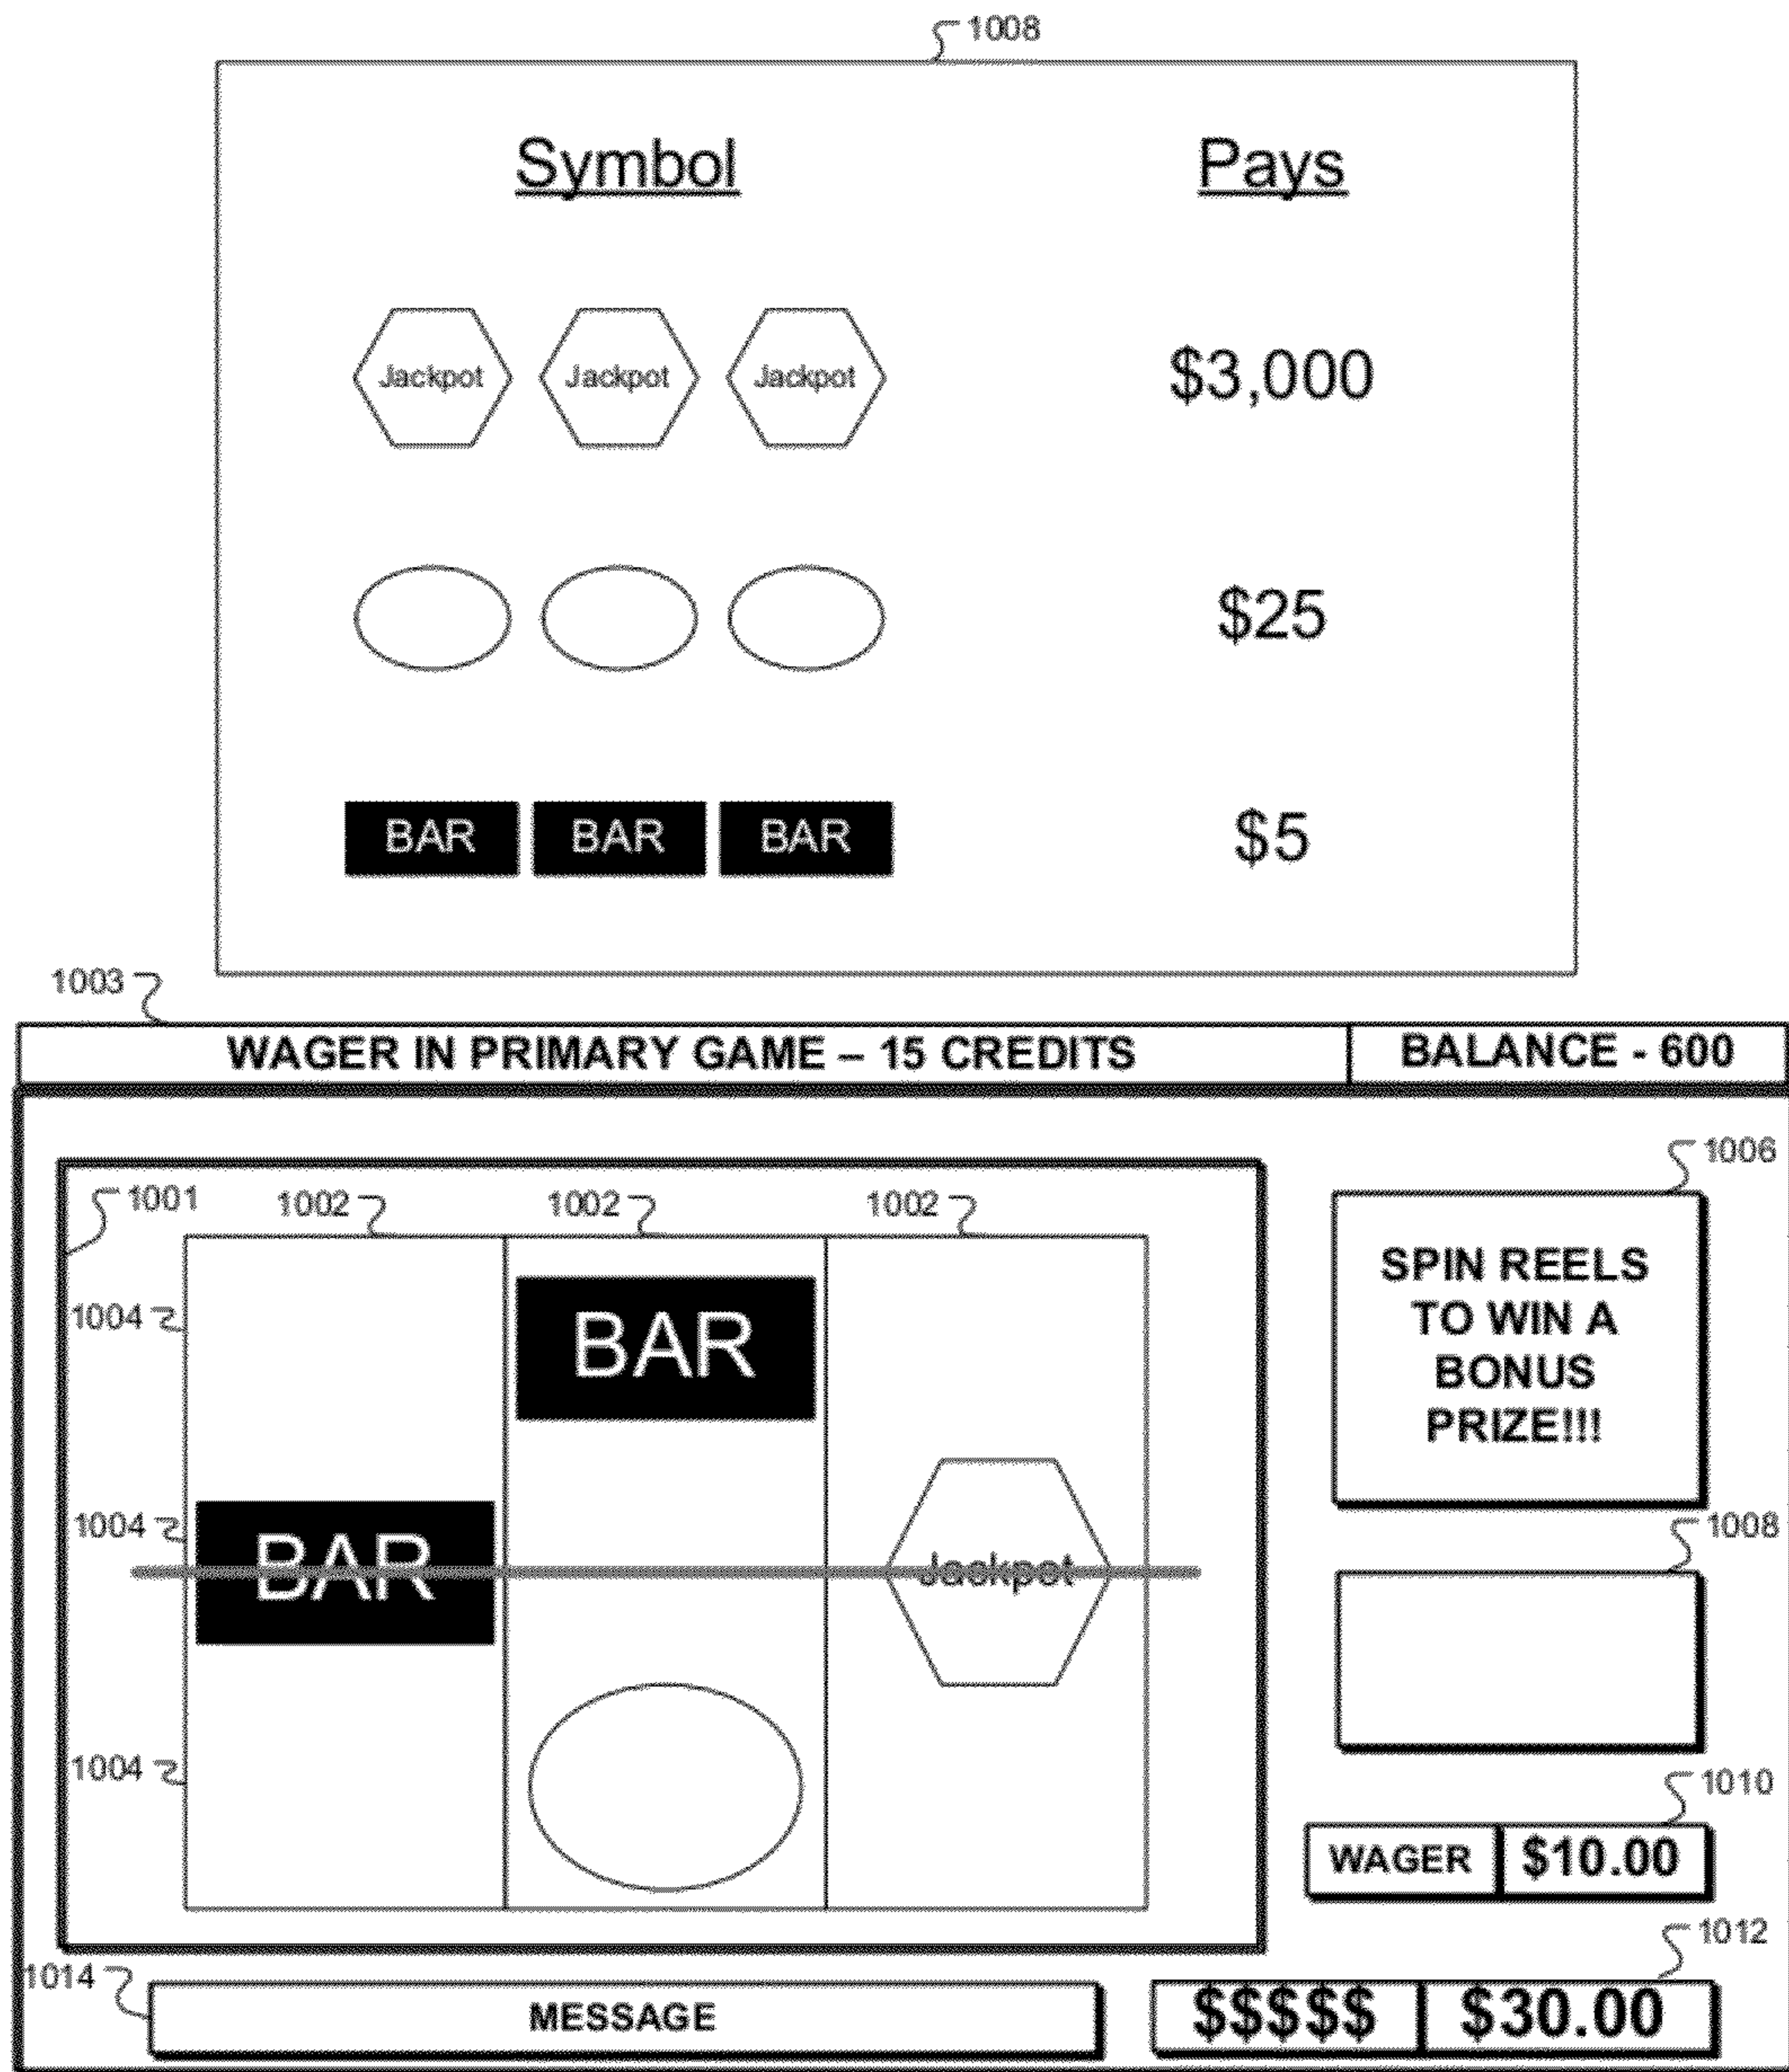 1008
Symbol Pays
Jackpot Jackpot Jackpot $3,000
$25
BAR BAR BAR $5
1003
WAGER IN PRIMARY GAME – 15 CREDITS BALANCE - 600
1006
1001 1002 1002 1002
SPIN REELS
TO WIN A
BONUS
PRIZE!!!
1004
BAR
1004
BAR
Jackpot
1008
1004
1010
WAGER $10.00
1012
1014
MESSAGE
$$$$$ $30.00